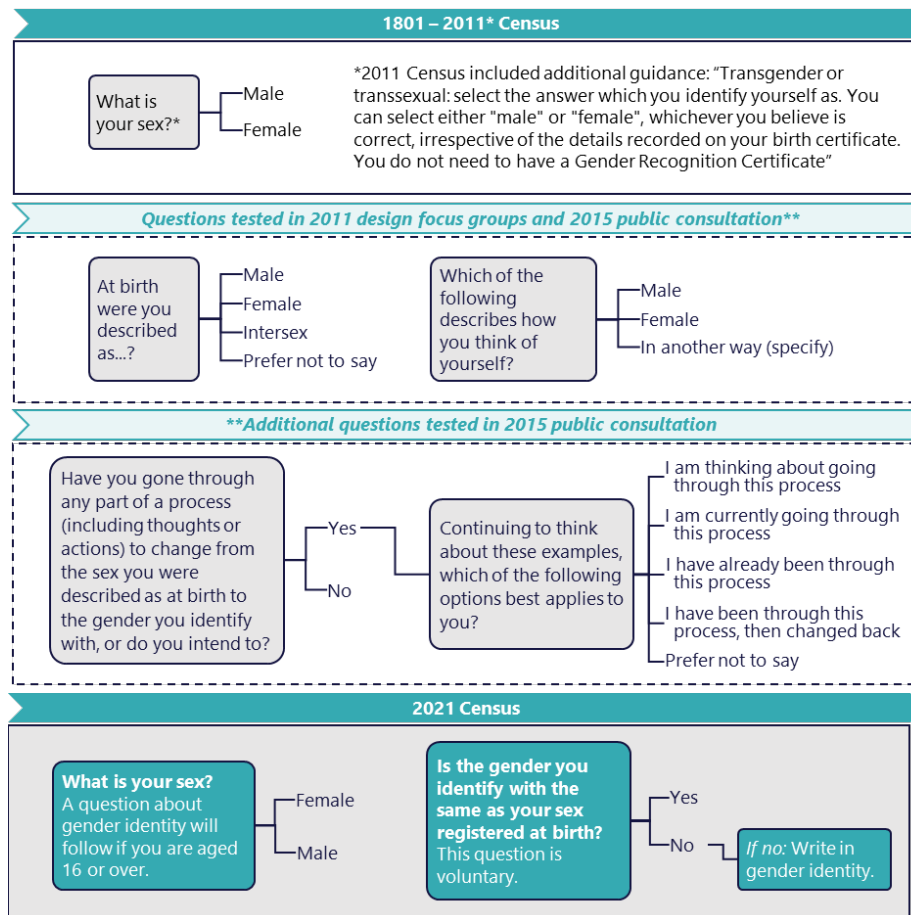 1801 – 2011* Census
What is
your sex?*
Male
Female
*2011 Census included additional guidance: “Transgender or
transsexual: select the answer which you identify yourself as. You
can select either "male" or "female", whichever you believe is
correct, irrespective of the details recorded on your birth certificate.
You do not need to have a Gender Recognition Certificate”
Questions tested in 2011 design focus groups and 2015 public consultation**
At birth
were you
described
as...?
Male
Female
Intersex
Prefer not to say
Which of the
following
describes how
you think of
yourself?
Male
Female
In another way (specify)
**Additional questions tested in 2015 public consultation
Have you gone through
any part of a process
(including thoughts or
actions) to change from
the sex you were
described as at birth to
the gender you identify
with, or do you intend to?
Yes
No
Continuing to think
about these examples,
which of the following
options best applies to
you?
I am thinking about going
through this process
I am currently going through
this process
I have already been through
this process
I have been through this
process, then changed back
Prefer not to say
2021 Census
What is your sex?
A question about
gender identity will
follow if you are aged
16 or over.
Female
Male
Is the gender you
identify with the
same as your sex
registered at birth?
This question is
voluntary.
Yes
No
If no: Write in
gender identity.